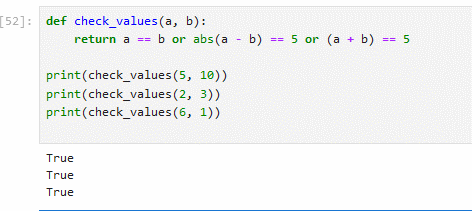 [52]:
def check_values(a, b):
    return a == b or abs(a - b) == 5 or (a + b) == 5
print(check_values(5, 10))
print(check_values(2, 3))
print(check_values(6, 1))
True
True
True